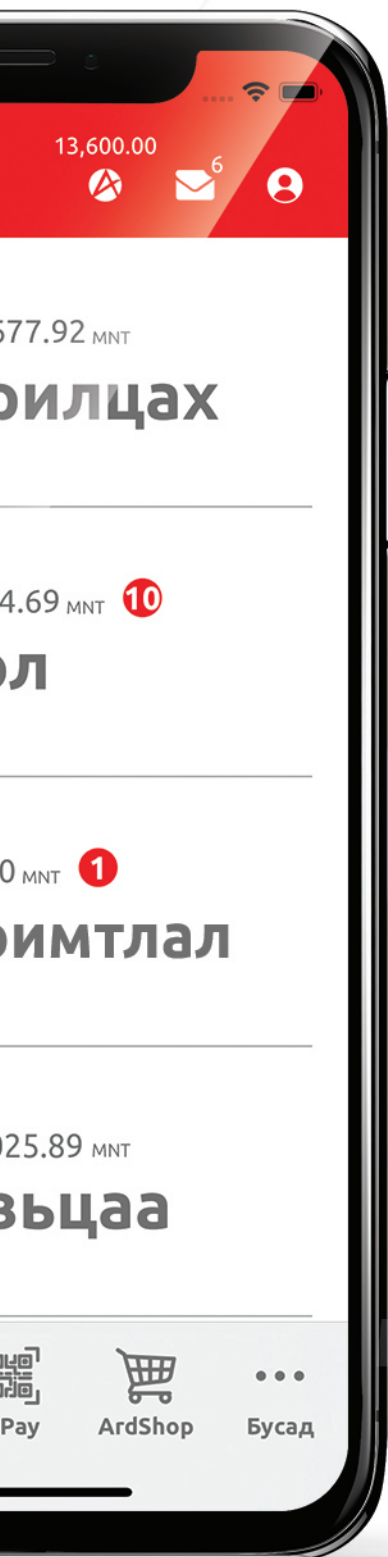 13,600.00
6
577.92 MNT
рилцах
4.69 MNT 10
ол
0 MNT 1
римтлал
025.89 MNT
зьцаа
Pay ArdShop Бусад